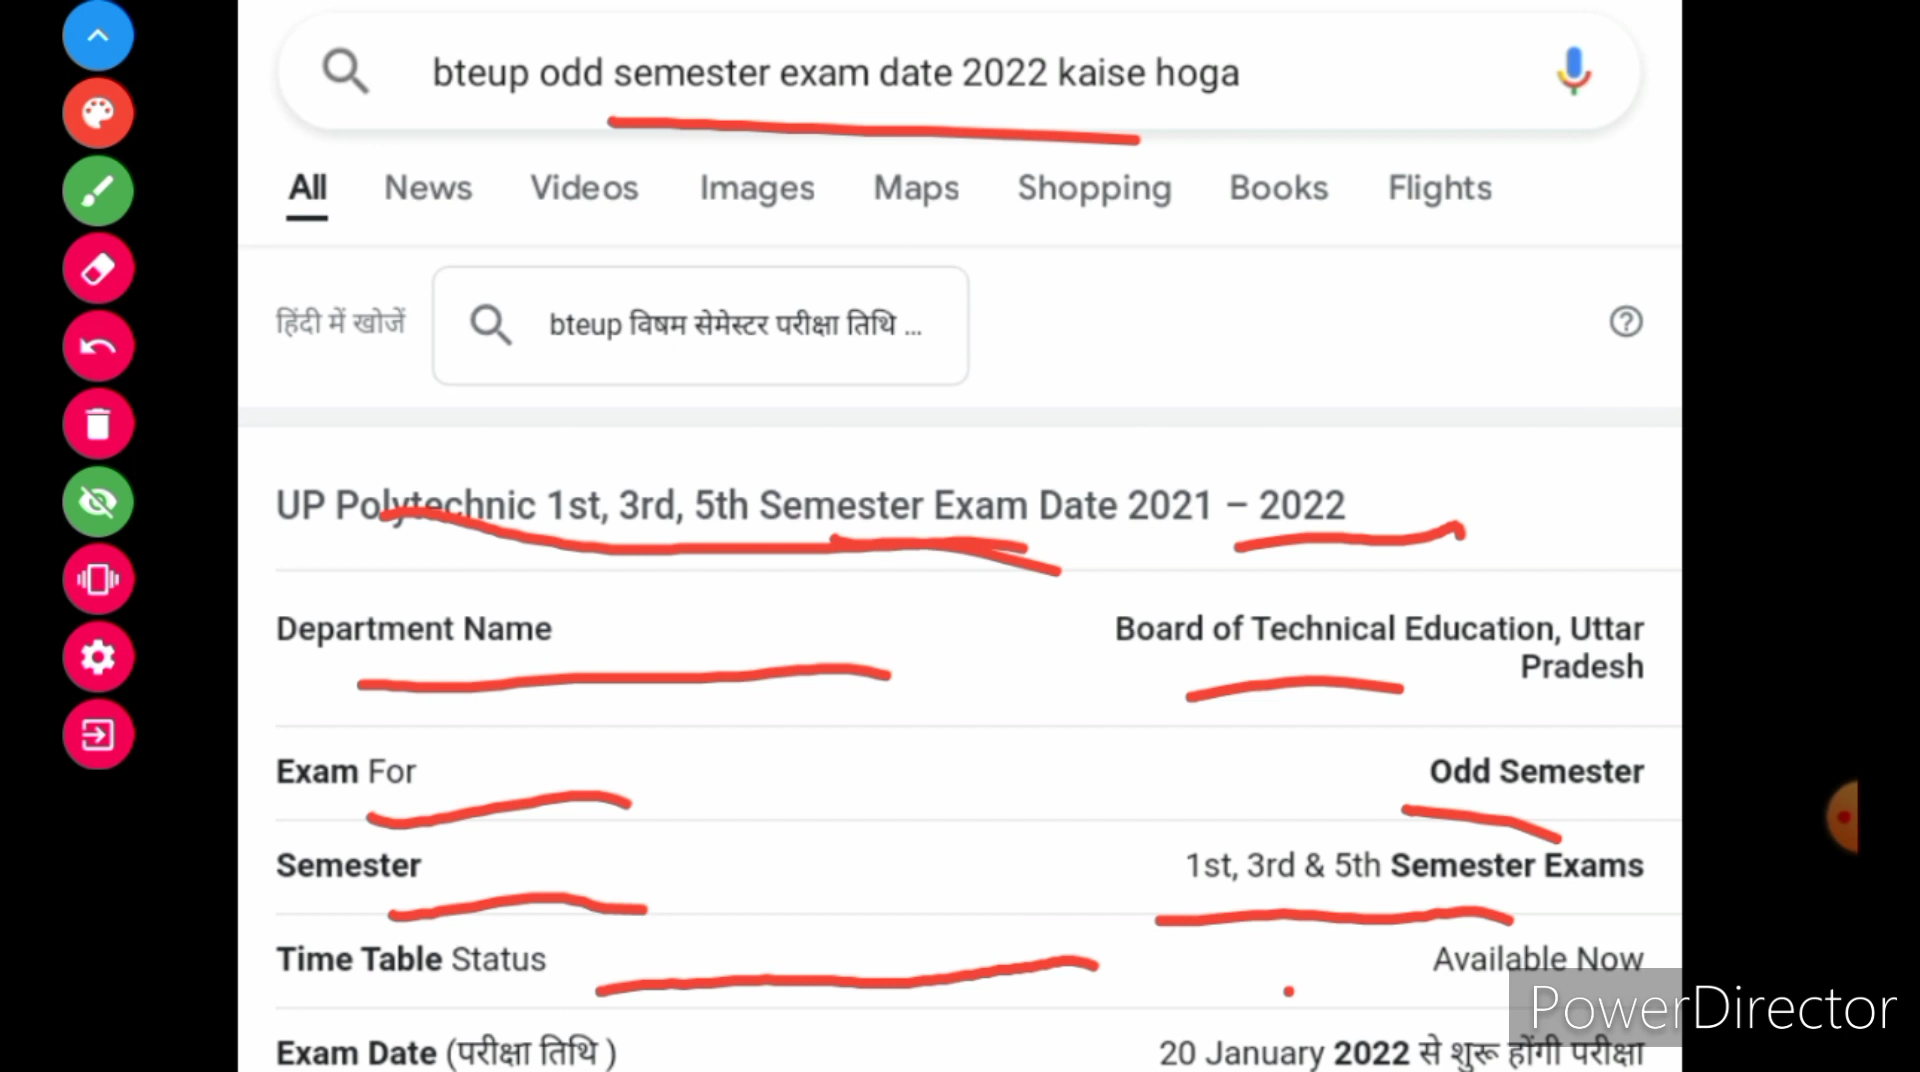 bteup odd semester exam date 2022 kaise hoga
All News Videos Images Maps Shopping Books Flights
हिंदी में खोजें bteup विषम सेमेस्टर परीक्षा तिथि ...
UP Polytechnic 1st, 3rd, 5th Semester Exam Date 2021 – 2022
Department Name Board of Technical Education, Uttar
Pradesh
Exam For Odd Semester
Semester 1st, 3rd & 5th Semester Exams
Time Table Status Available Now
PowerDirector
Exam Date (परीक्षा तिथि ) 20 January 2022 से शुरू होंगी परीक्षा